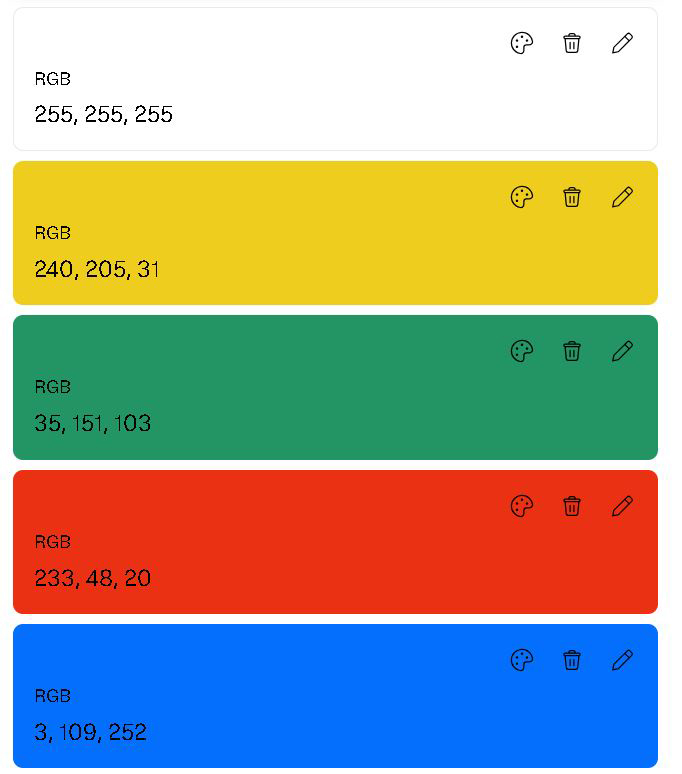 RGB
255, 255, 255
RGB
240, 205, 31
RGB
35, 151, 103
RGB
233, 48, 20
RGB
3, 109, 252